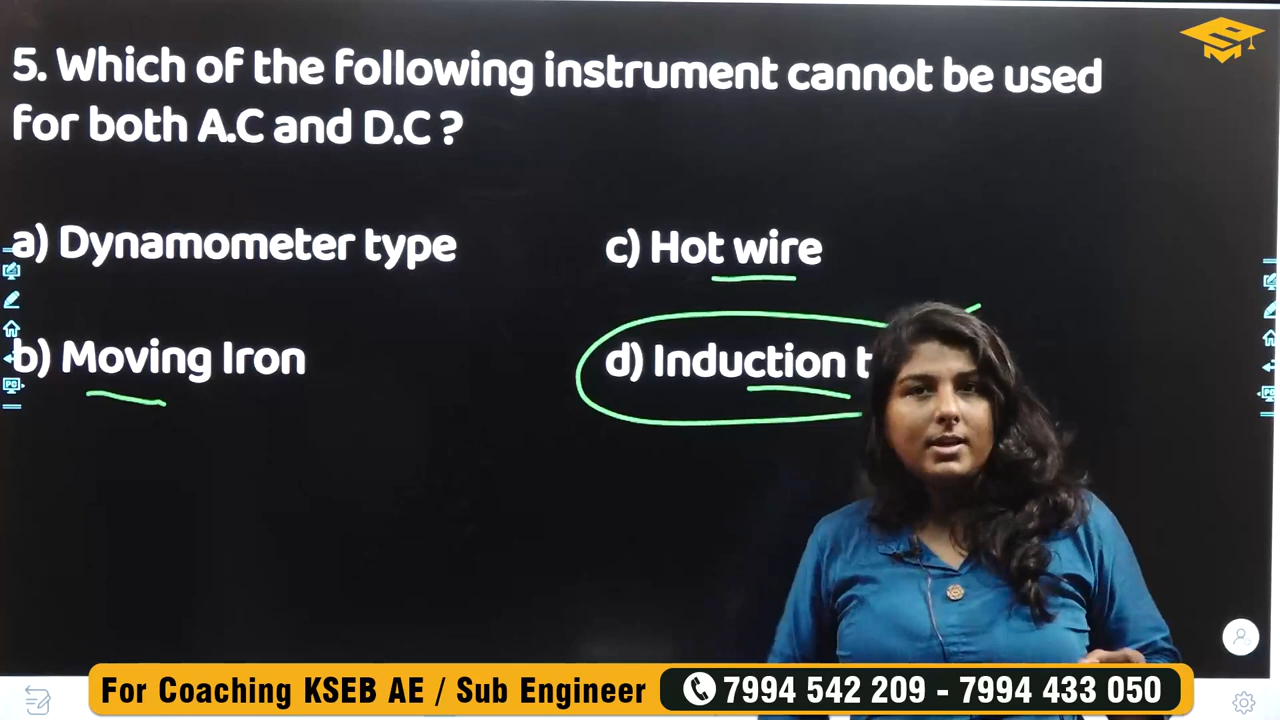 5. Which of the following instrument cannot be used
for both A.C and D.C ?
a) Dynamometer type
c) Hot wire
b) Moving Iron
d) Induction
For Coaching KSEB AE / Sub Engineer
7994 542 209 - 7994 433 050